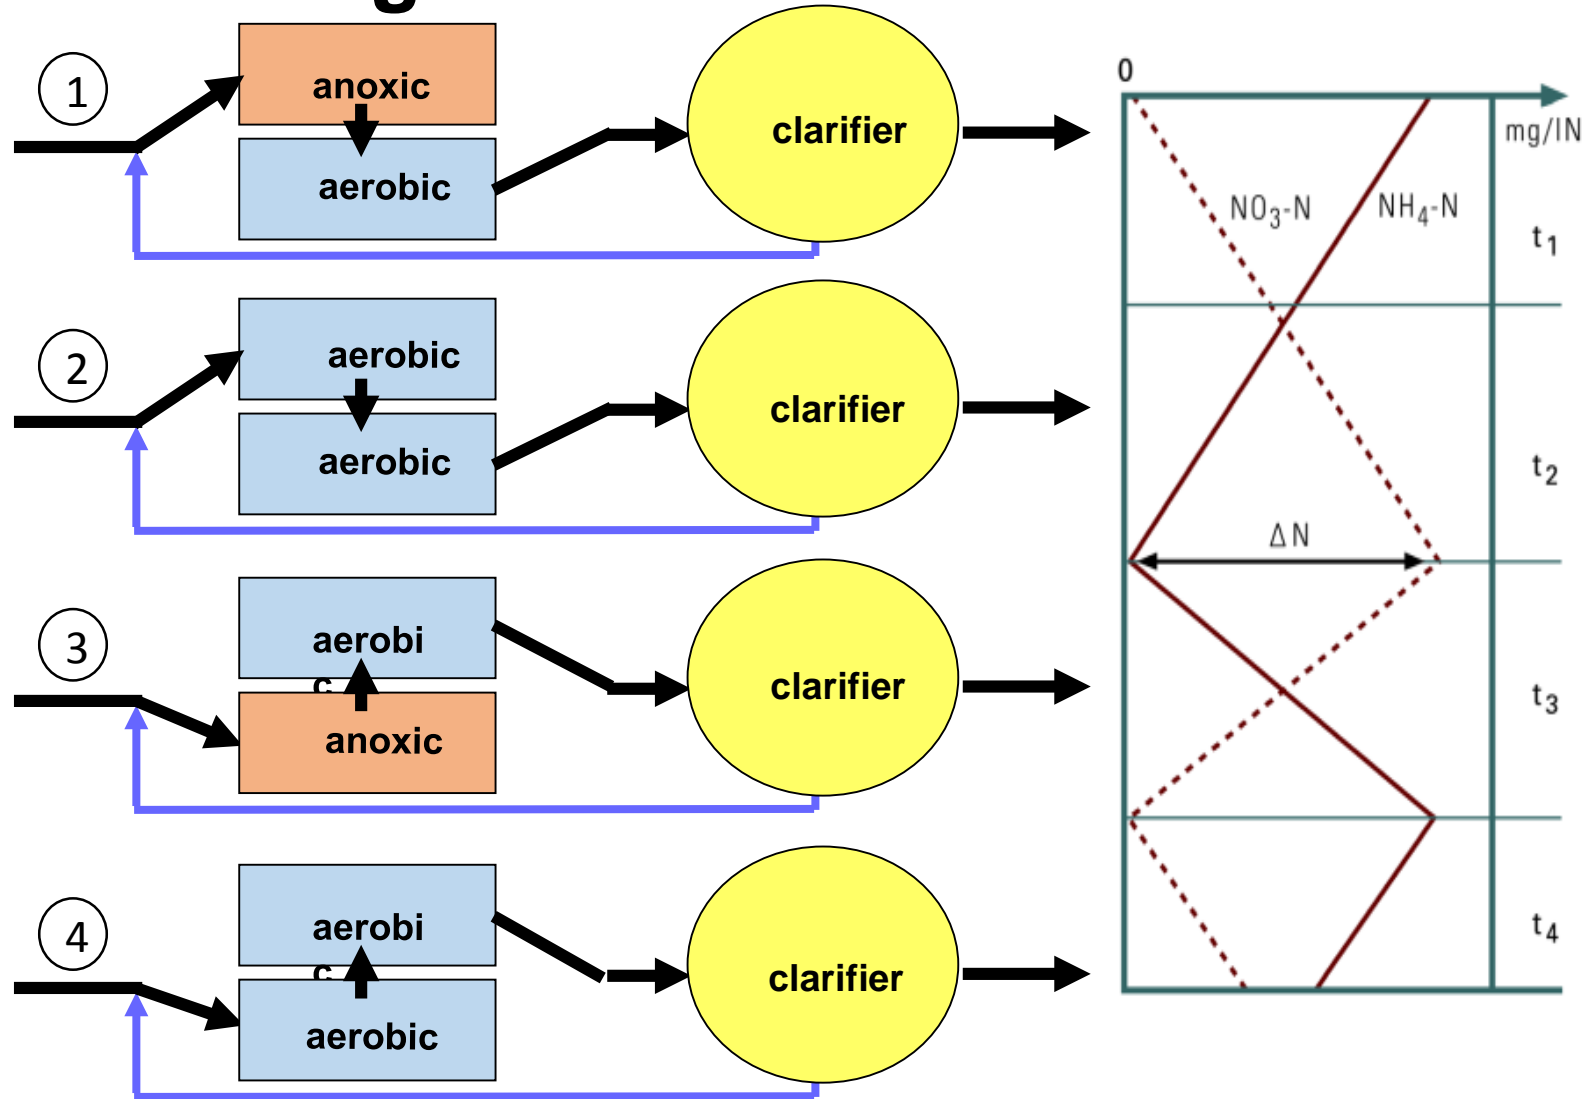 1
anoxic
aerobic
clarifier
2
aerobic
aerobic
clarifier
3
aerobi
c
anoxic
clarifier
4
aerobi
c
aerobic
clarifier
0
mg/lN
NO3-N
NH4-N
t1
t2
ΔN
t3
t4